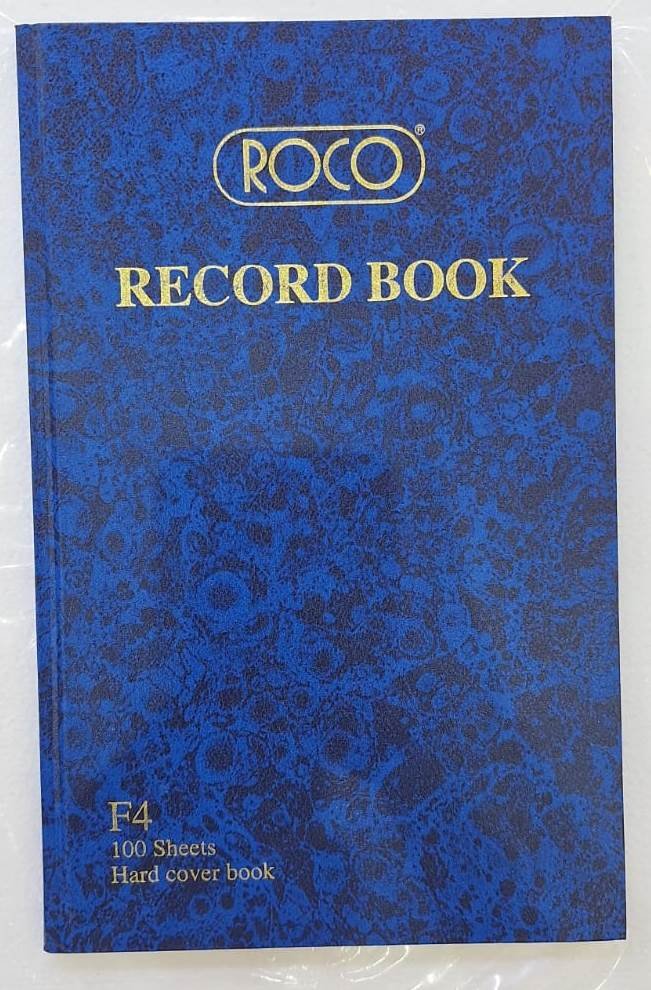 ROCO®
RECORD BOOK
F4
100 Sheets
Hard cover book